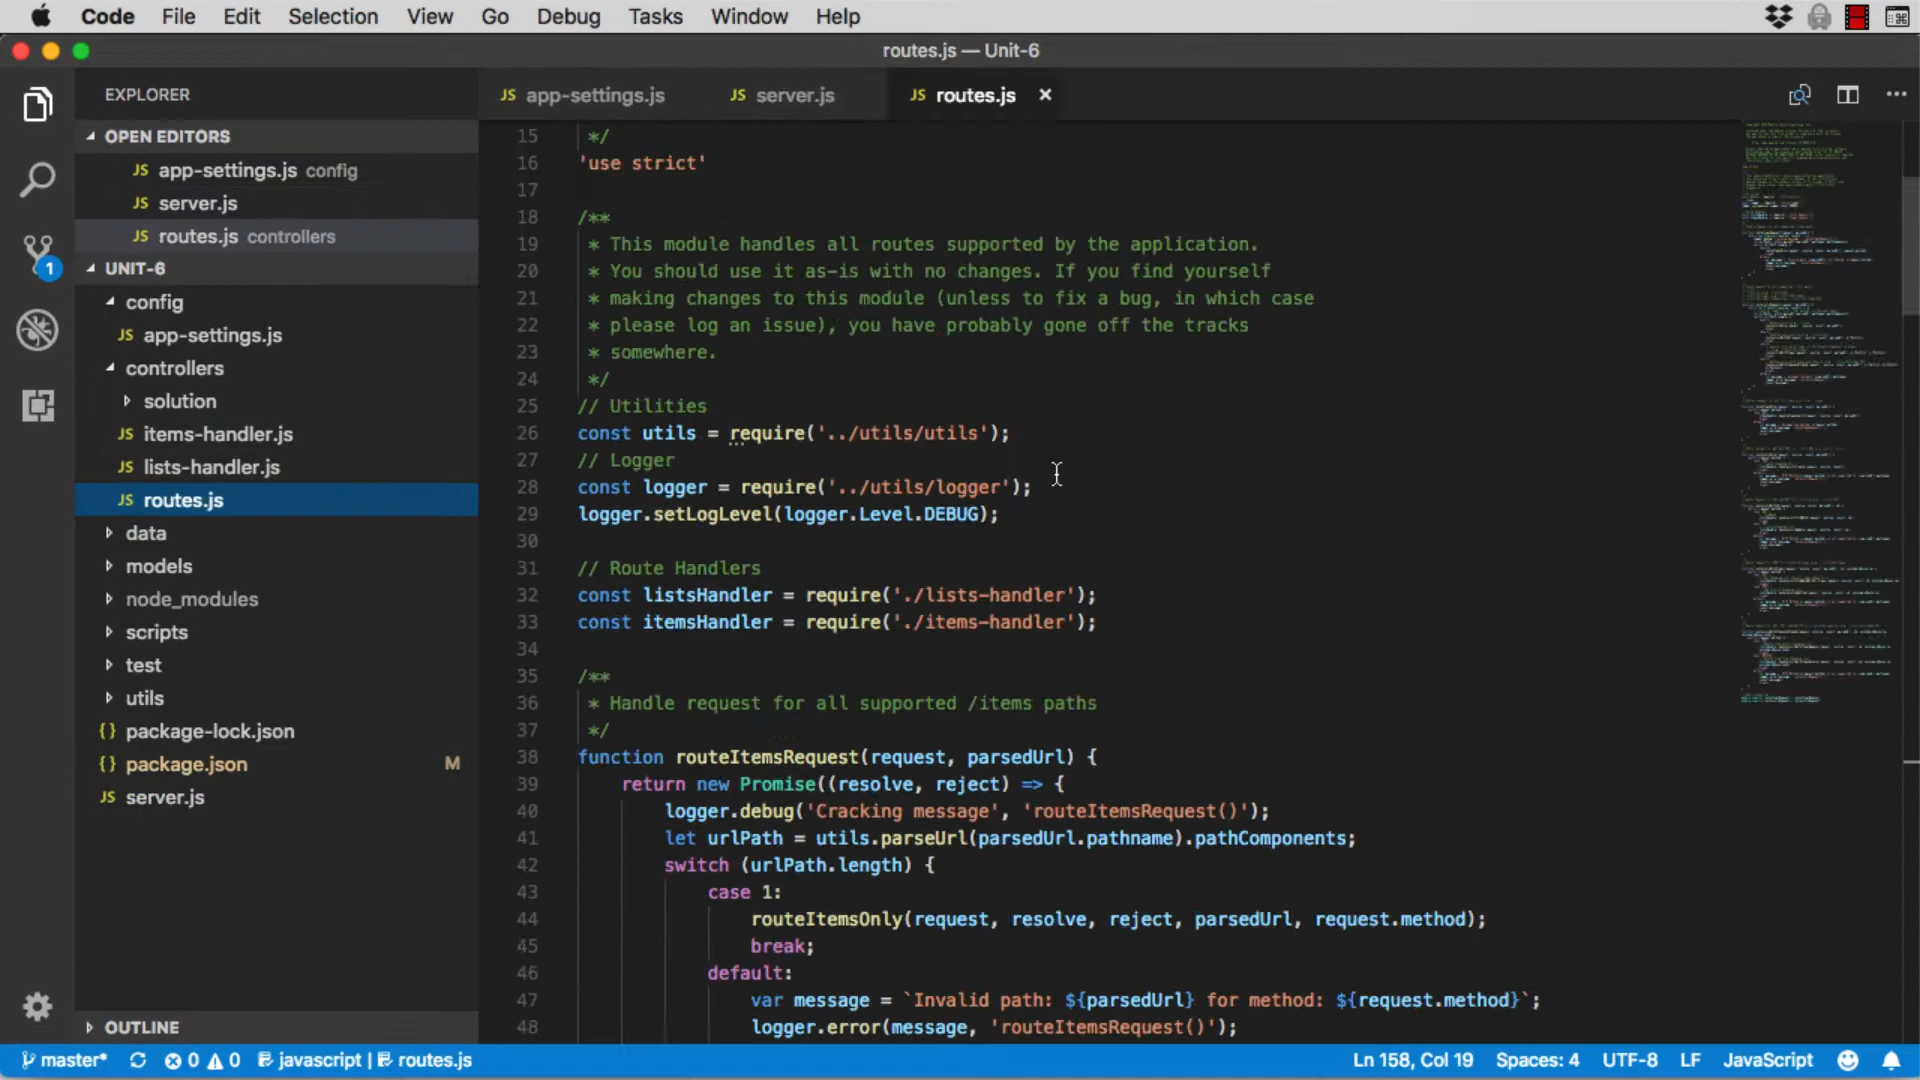 Code File Edit Selection View Go Debug Tasks Window Help
routes.js — Unit-6
EXPLORER
OPEN EDITORS
JS app-settings.js config
JS server.js
JS routes.js controllers
UNIT-6
config
JS app-settings.js
controllers
solution
JS items-handler.js
JS lists-handler.js
JS routes.js
data
models
node_modules
scripts
test
utils
{} package-lock.json
{} package.json M
JS server.js
OUTLINE
1
JS app-settings.js JS server.js JS routes.js ×
15 */
16 'use strict'
17
18 /**
19 * This module handles all routes supported by the application.
20 * You should use it as-is with no changes. If you find yourself
21 * making changes to this module (unless to fix a bug, in which case
22 * please log an issue), you have probably gone off the tracks
23 * somewhere.
24 */
25 // Utilities
26 const utils = require('../utils/utils');
27 // Logger
28 const logger = require('../utils/logger');
29 logger.setLogLevel(logger.Level.DEBUG);
30
31 // Route Handlers
32 const listsHandler = require('./lists-handler');
33 const itemsHandler = require('./items-handler');
34
35 /**
36 * Handle request for all supported /items paths
37 */
38 function routeItemsRequest(request, parsedUrl) {
39 return new Promise((resolve, reject) => {
40 logger.debug('Cracking message', 'routeItemsRequest()');
41 let urlPath = utils.parseUrl(parsedUrl.pathname).pathComponents;
42 switch (urlPath.length) {
43 case 1:
44 routeItemsOnly(request, resolve, reject, parsedUrl, request.method);
45 break;
46 default:
47 var message = `Invalid path: ${parsedUrl} for method: ${request.method}`;
48 logger.error(message, 'routeItemsRequest()');
master* 0 0 javascript | routes.js Ln 158, Col 19 Spaces: 4 UTF-8 LF JavaScript